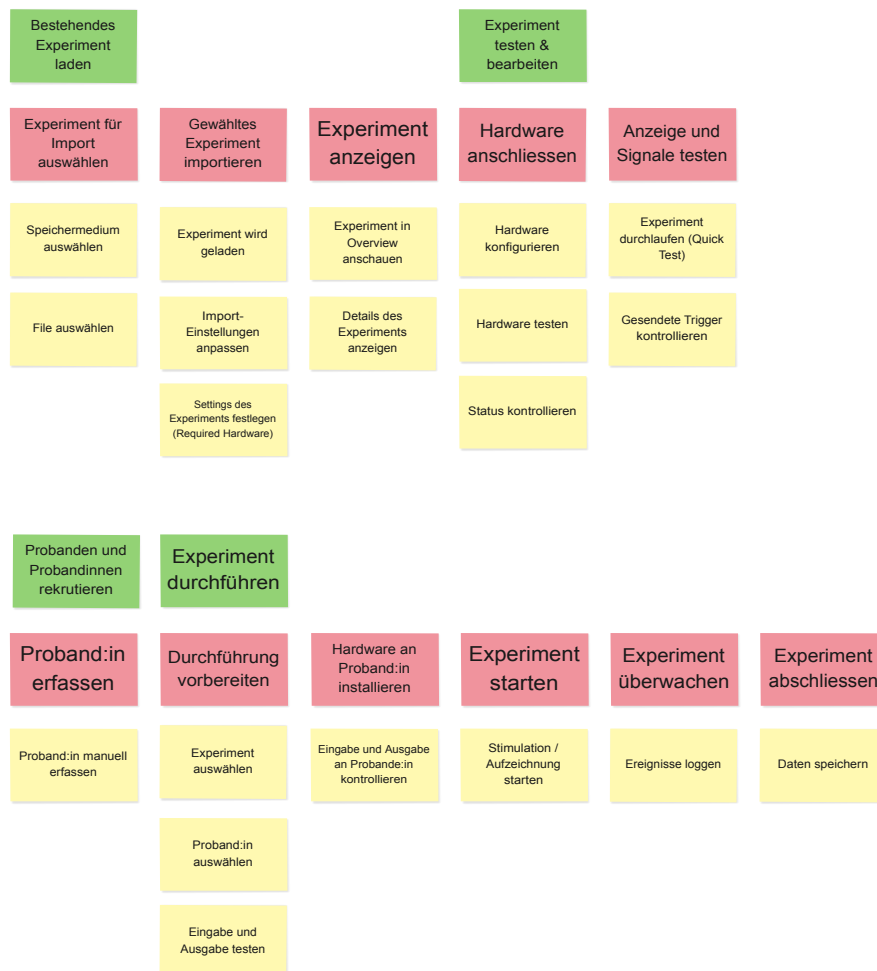 Bestehendes
Experiment
laden
Experiment
testen &
bearbeiten
Experiment für
Import
auswählen
Gewähltes
Experiment
importieren
Experiment
anzeigen
Hardware
anschliessen
Anzeige und
Signale testen
Speichermedium
auswählen
Experiment wird
geladen
Experiment in
Overview
anschauen
Hardware
konfigurieren
Experiment
durchlaufen (Quick
Test)
File auswählen
Import-
Einstellungen
anpassen
Details des
Experiments
anzeigen
Hardware testen
Gesendete Trigger
kontrollieren
Settings des
Experiments festlegen
(Required Hardware)
Status kontrollieren
Probanden und
Probandinnen
rekrutieren
Experiment
durchführen
Proband:in
erfassen
Durchführung
vorbereiten
Hardware an
Proband:in
installieren
Experiment
starten
Experiment
überwachen
Experiment
abschliessen
Proband:in manuell
erfassen
Experiment
auswählen
Eingabe und Ausgabe
an Probande:in
kontrollieren
Stimulation /
Aufzeichnung
starten
Ereignisse loggen
Daten speichern
Proband:in
auswählen
Eingabe und
Ausgabe testen